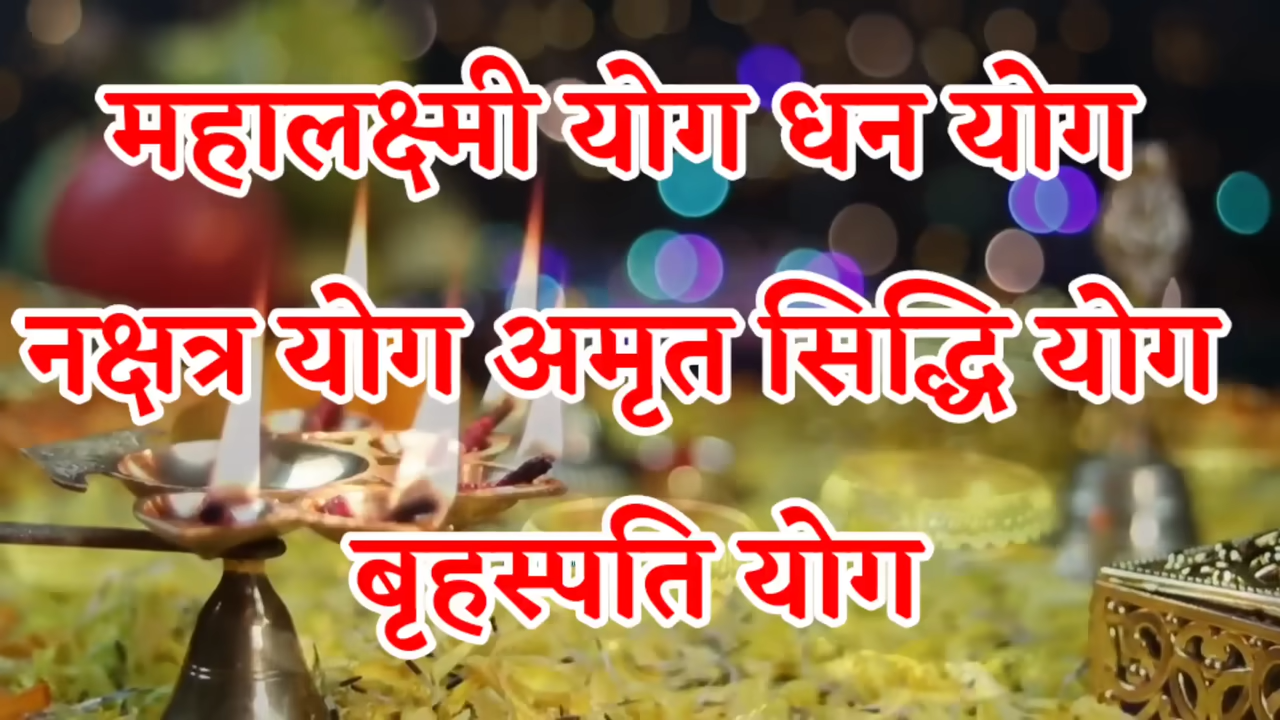 महालक्ष्मी योग धन योग
नक्षत्र योग अमृत सिद्धि योग
बृहस्पति योग